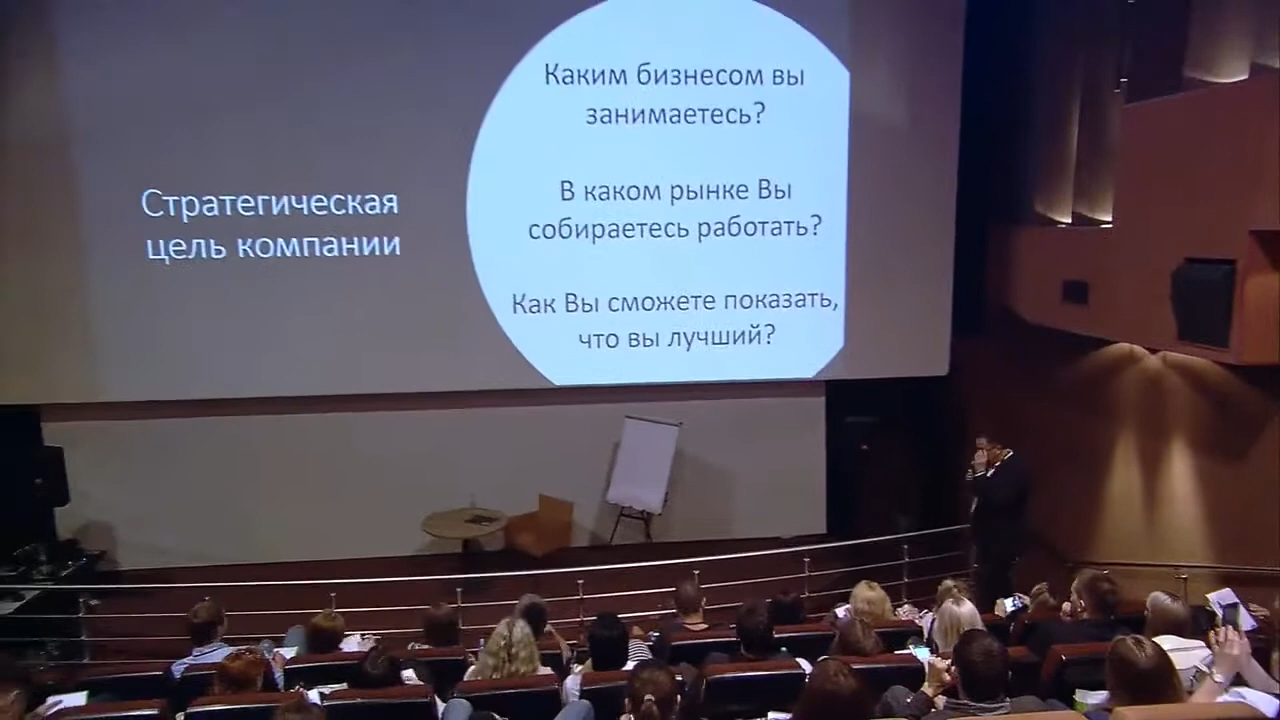 Стратегическая
цель компании
Каким бизнесом вы
занимаетесь?
В каком рынке Вы
собираетесь работать?
Как Вы сможете показать,
что вы лучший?